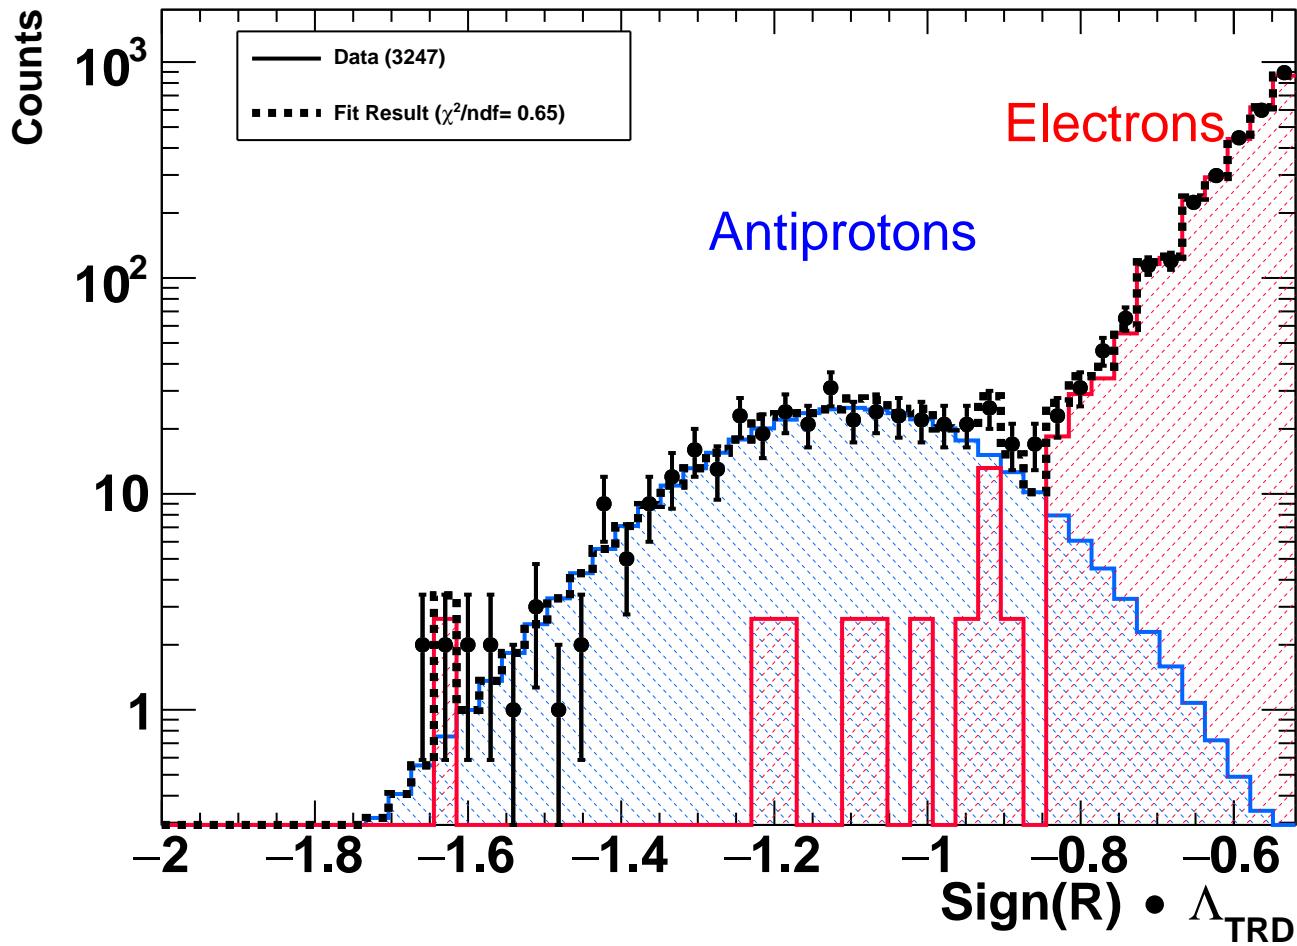 Counts
10³
10²
10
1
Data (3247)
Fit Result (χ²/ndf= 0.65)
Electrons
Antiprotons
−2 −1.8 −1.6 −1.4 −1.2 −1 −0.8 −0.6
Sign(R) • Λ_TRD